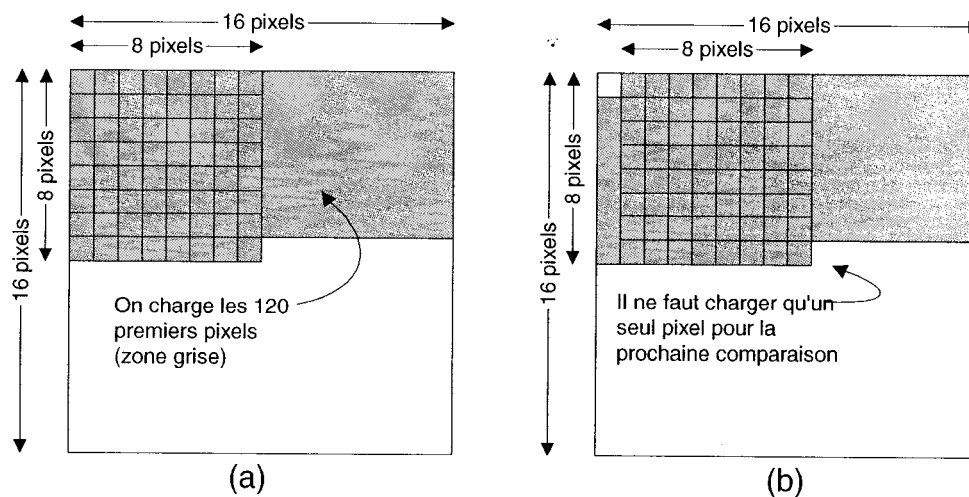 16 pixels
8 pixels
8 pixels
16 pixels
On charge les 120
premiers pixels
(zone grise)
(a)
16 pixels
8 pixels
8 pixels
16 pixels
Il ne faut charger qu'un
seul pixel pour la
prochaine comparaison
(b)